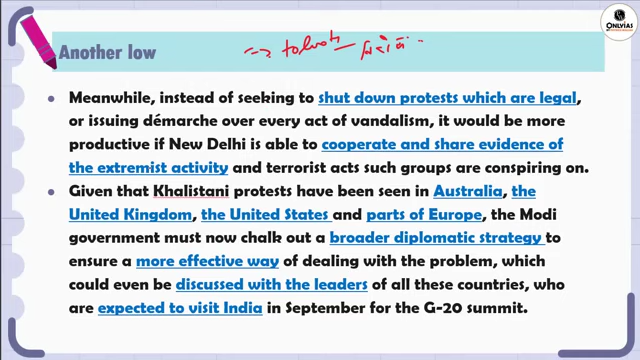 ONLYIAS
Another low
Meanwhile, instead of seeking to shut down protests which are legal,
or issuing démarche over every act of vandalism, it would be more
productive if New Delhi is able to cooperate and share evidence of
the extremist activity and terrorist acts such groups are conspiring on.
Given that Khalistani protests have been seen in Australia, the
United Kingdom, the United States and parts of Europe, the Modi
government must now chalk out a broader diplomatic strategy to
ensure a more effective way of dealing with the problem, which
could even be discussed with the leaders of all these countries, who
are expected to visit India in September for the G-20 summit.